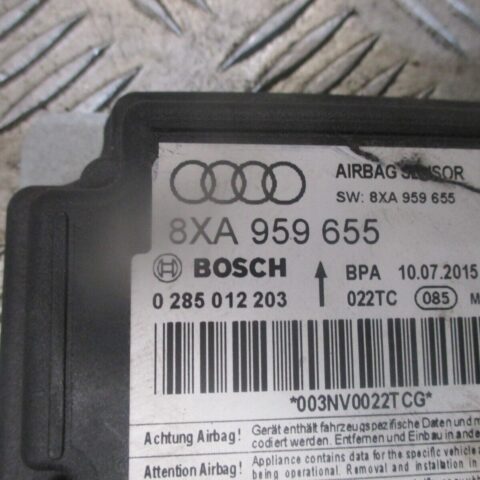 AIRBAG SENSOR
SW: 8XA 959 655
8XA 959 655
BOSCH
BPA 10.07.2015
0 285 012 203
022TC 085 M
*003NV0022TCG*
Achtung Airbag!
Gerät enthält fahrzeugspezifische Daten und
codiert werden. Entfernen und Einbau in
Attention Airbag!
Appliance contains data for the specific vehicle
being operational. Removal and installation in